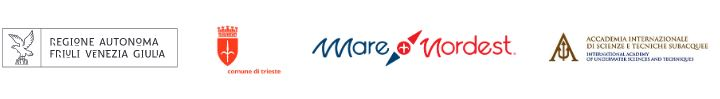 REGIONE AUTONOMA
FRIULI VENEZIA GIULIA
comune di trieste
Mare Nordest®
ACCADEMIA INTERNAZIONALE
DI SCIENZE E TECNICHE SUBACQUEE
INTERNATIONAL ACADEMY
OF UNDERWATER SCIENCES AND TECHNIQUES